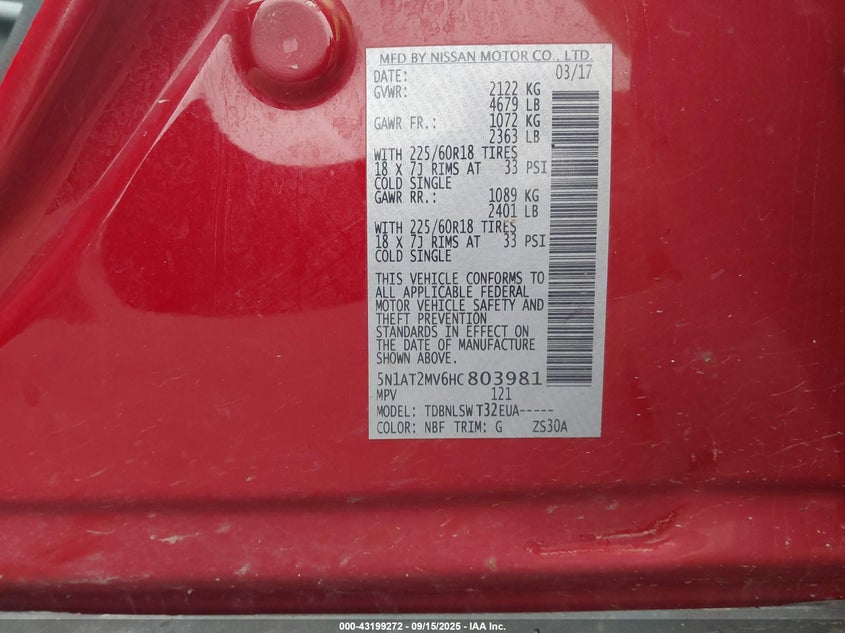 MFD BY NISSAN MOTOR CO., LTD.
DATE: 03/17
GVWR: 2122 KG
4679 LB
GAWR FR.: 1072 KG
2363 LB
WITH 225/60R18 TIRES
18 X 7J RIMS AT 33 PSI
COLD SINGLE
GAWR RR.: 1089 KG
2401 LB
WITH 225/60R18 TIRES
18 X 7J RIMS AT 33 PSI
COLD SINGLE
THIS VEHICLE CONFORMS TO
ALL APPLICABLE FEDERAL
MOTOR VEHICLE SAFETY AND
THEFT PREVENTION
STANDARDS IN EFFECT ON
THE DATE OF MANUFACTURE
SHOWN ABOVE.
5N1AT2MV6HC803981
MPV 121
MODEL: TDBNLSWT32EUA-----
COLOR: NBF TRIM: G ZS30A
000-43199272 - 09/15/2025 - IAA Inc.